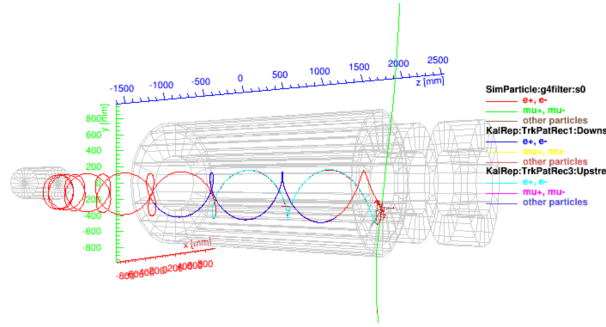 -1500 -1000 -500 0 500 1000 1500 2000 2500
z [mm]
y [mm]
800
600
400
200
0
-200
-400
-600
-800
x [mm]
SimParticle:g4filter:s0
e+, e-
mu+, mu-
other particles
KalRep:TrkPatRec1:Downs
e+, e-
mu+, mu-
other particles
KalRep:TrkPatRec3:Upstre
e+, e-
mu+, mu-
other particles